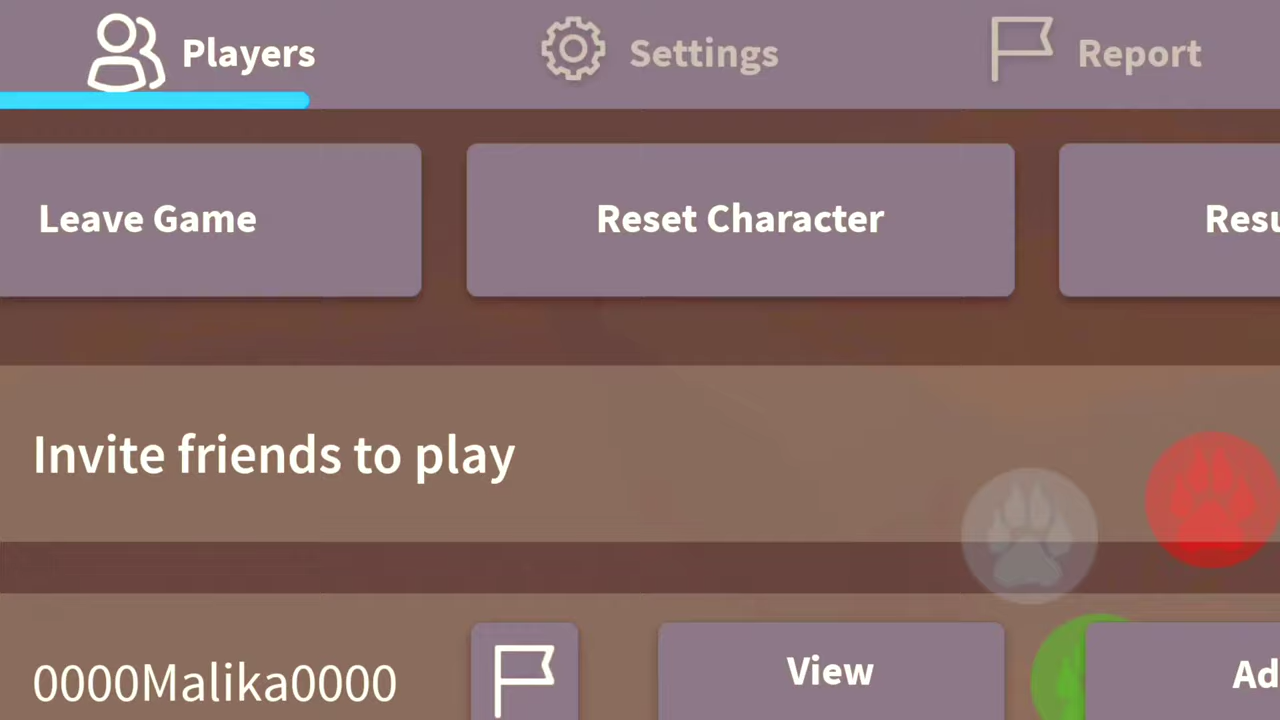 Players Settings Report
Leave Game Reset Character
Invite friends to play
0000Malika0000 View